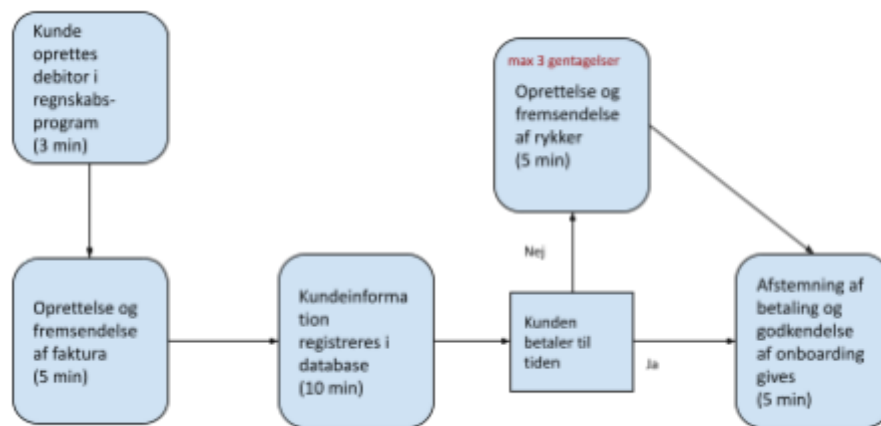 Kunde
oprettes
debitor i
regnskabs-
program
(3 min)
Oprettelse og
fremsendelse
af faktura
(5 min)
Kundeinforma
tion
registreres i
database
(10 min)
Kunden
betaler til
tiden
Nej
max 3 gentagelser
Oprettelse og
fremsendelse
af rykker
(5 min)
Ja
Afstemning af
betaling og
godkendelse
af onboarding
gives
(5 min)